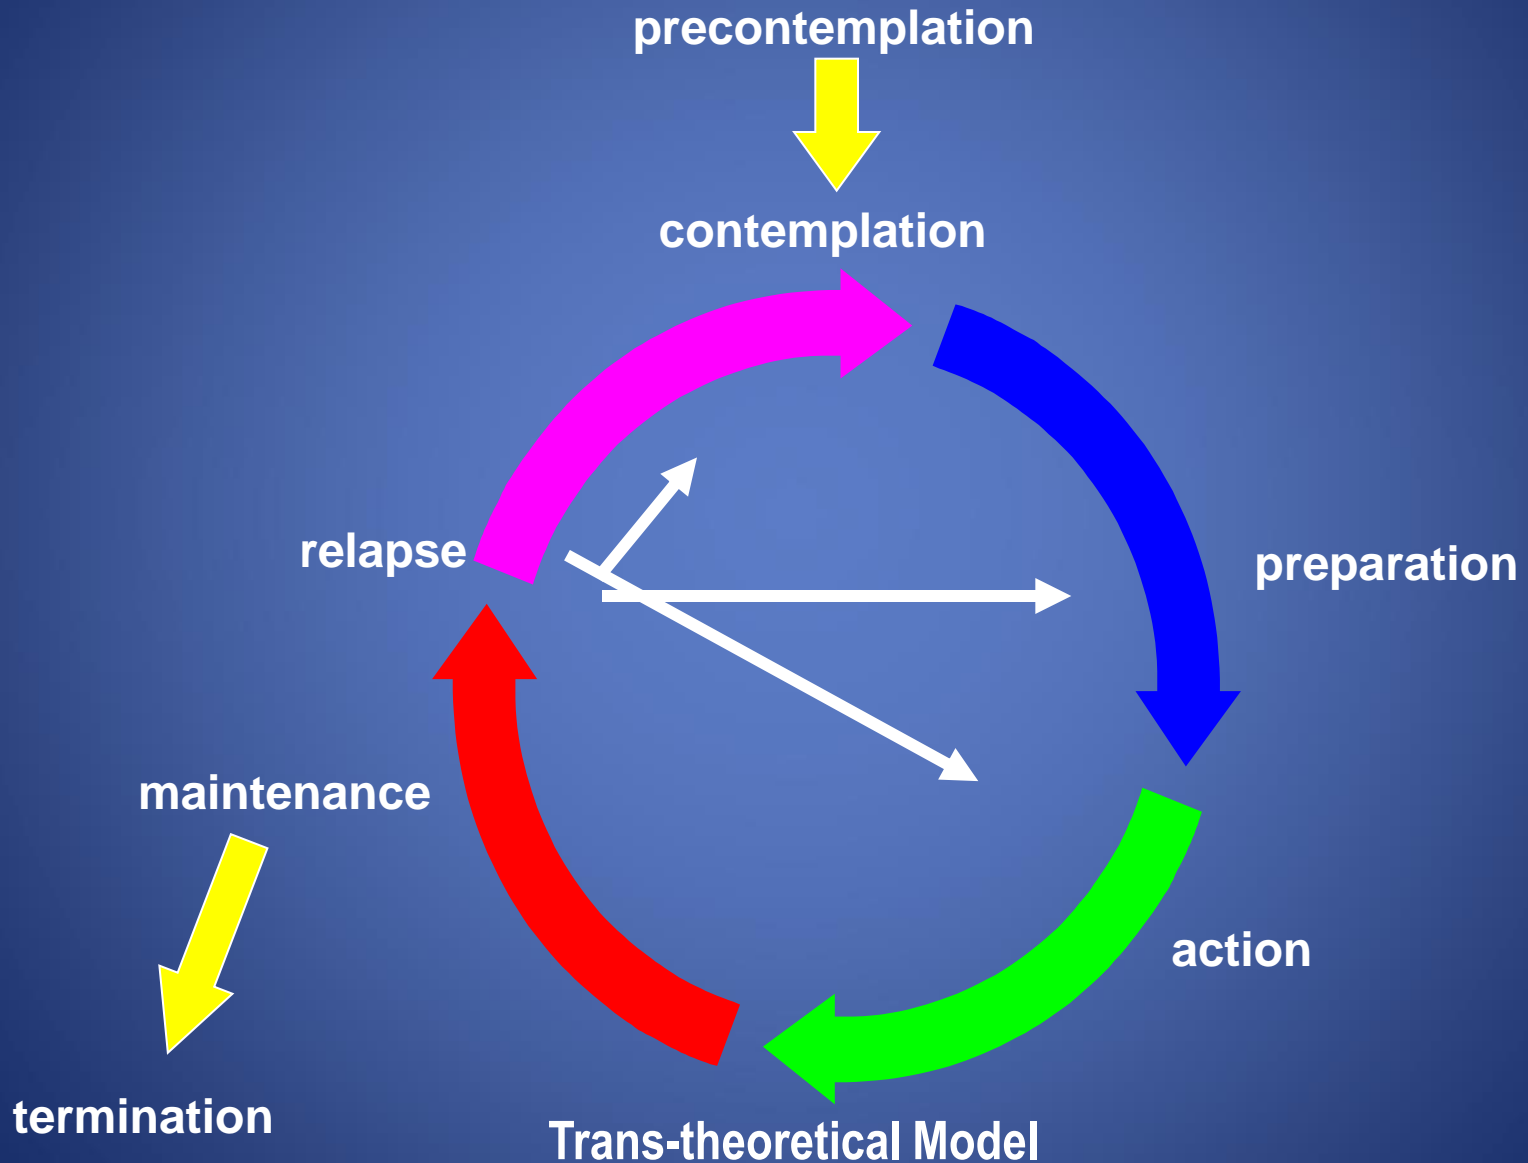 precontemplation
contemplation
relapse
preparation
maintenance
action
termination
Trans-theoretical Model